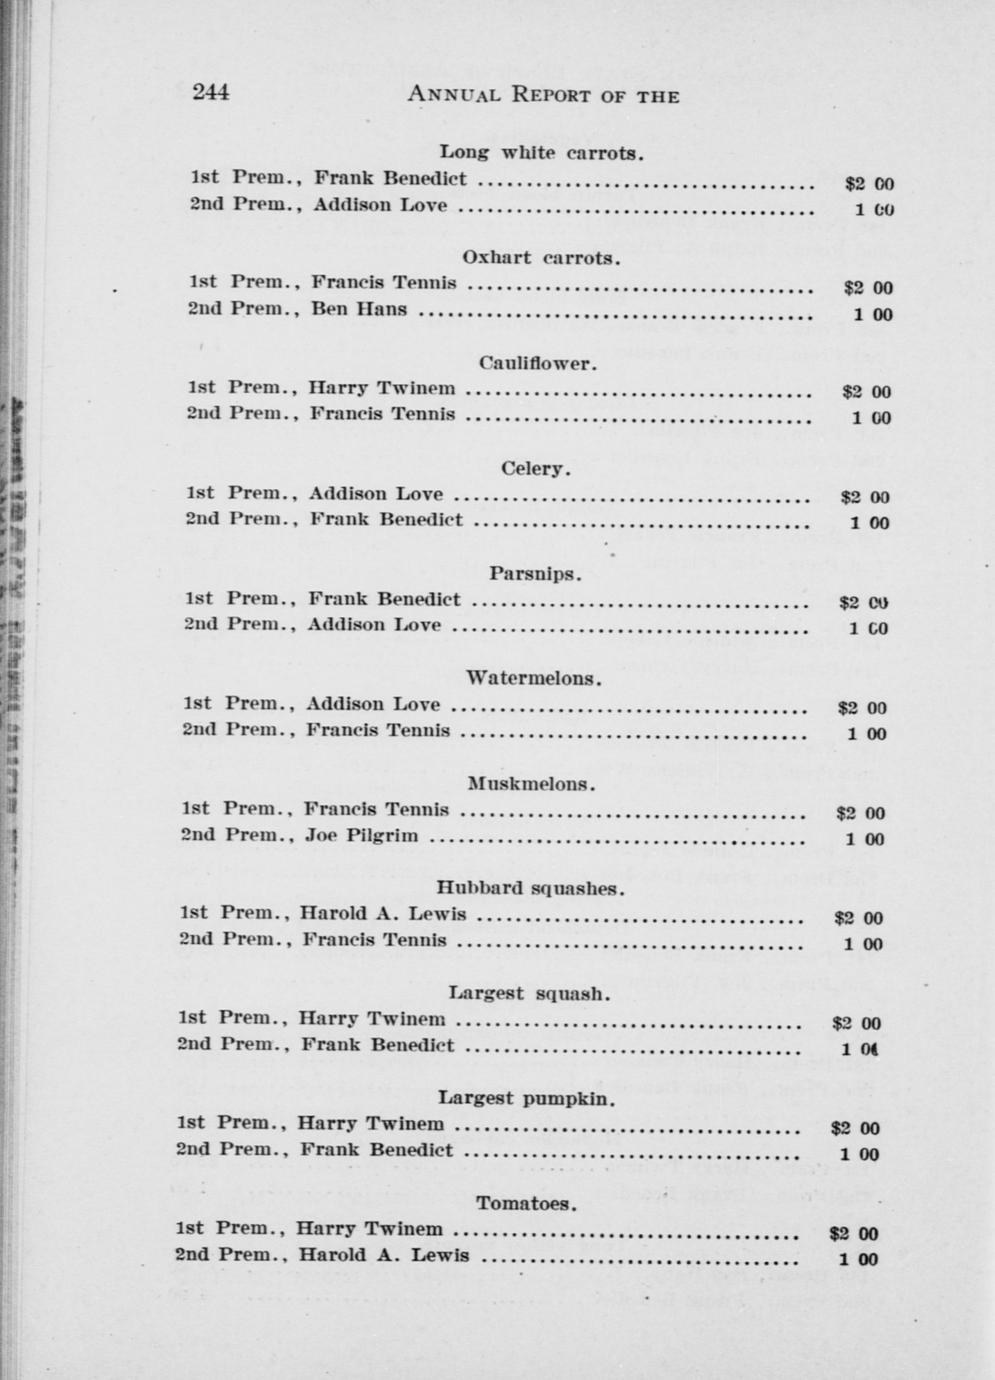 244
ANNUAL REPORT OF THE
Long white carrots.
1st Prem., Frank Benedict .................................. $2 00
2nd Prem., Addison Love .................................... 1 00
Oxhart carrots.
1st Prem., Francis Tennis ................................... $2 00
2nd Prem., Ben Hans ........................................ 1 00
Cauliflower.
1st Prem., Harry Twinem ................................... $2 00
2nd Prem., Francis Tennis ................................... 1 00
Celery.
1st Prem., Addison Love .................................... $2 00
2nd Prem., Frank Benedict .................................. 1 00
Parsnips.
1st Prem., Frank Benedict .................................. $2 00
2nd Prem., Addison Love .................................... 1 00
Watermelons.
1st Prem., Addison Love .................................... $2 00
2nd Prem., Francis Tennis ................................... 1 00
Muskmelons.
1st Prem., Francis Tennis ................................... $2 00
2nd Prem., Joe Pilgrim ...................................... 1 00
Hubbard squashes.
1st Prem., Harold A. Lewis ................................. $2 00
2nd Prem., Francis Tennis ................................... 1 00
Largest squash.
1st Prem., Harry Twinem ................................... $2 00
2nd Prem., Frank Benedict .................................. 1 00
Largest pumpkin.
1st Prem., Harry Twinem ................................... $2 00
2nd Prem., Frank Benedict .................................. 1 00
Tomatoes.
1st Prem., Harry Twinem ................................... $2 00
2nd Prem., Harold A. Lewis ................................ 1 00